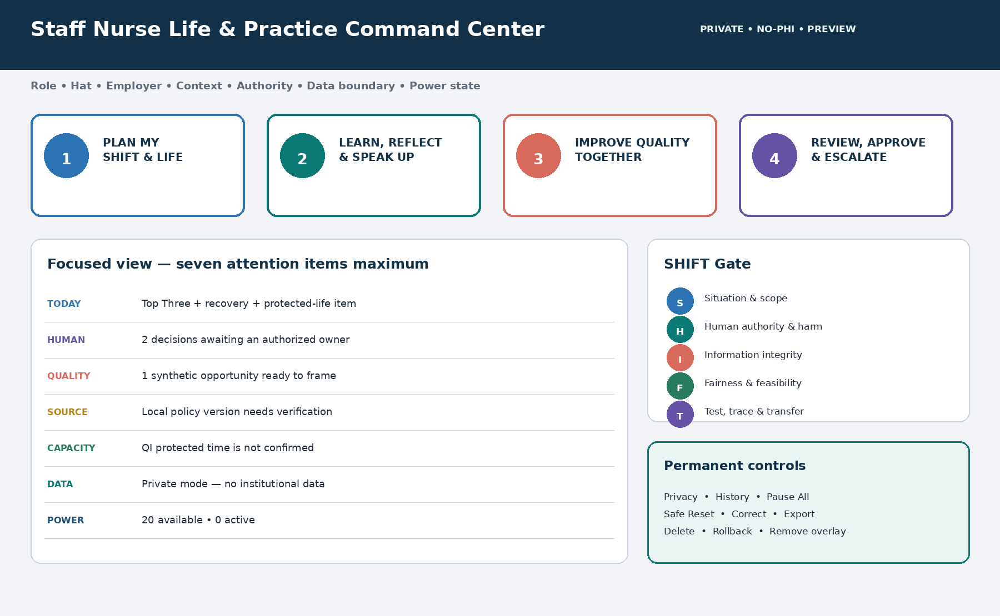 Staff Nurse Life & Practice Command Center
PRIVATE • NO-PHI • PREVIEW
Role • Hat • Employer • Context • Authority • Data boundary • Power state
1
PLAN MY
SHIFT & LIFE
2
LEARN, REFLECT
& SPEAK UP
3
IMPROVE QUALITY
TOGETHER
4
REVIEW, APPROVE
& ESCALATE
Focused view — seven attention items maximum
TODAY Top Three + recovery + protected-life item
HUMAN 2 decisions awaiting an authorized owner
QUALITY 1 synthetic opportunity ready to frame
SOURCE Local policy version needs verification
CAPACITY QI protected time is not confirmed
DATA Private mode — no institutional data
POWER 20 available • 0 active
SHIFT Gate
S Situation & scope
H Human authority & harm
I Information integrity
F Fairness & feasibility
T Test, trace & transfer
Permanent controls
Privacy • History • Pause All
Safe Reset • Correct • Export
Delete • Rollback • Remove overlay